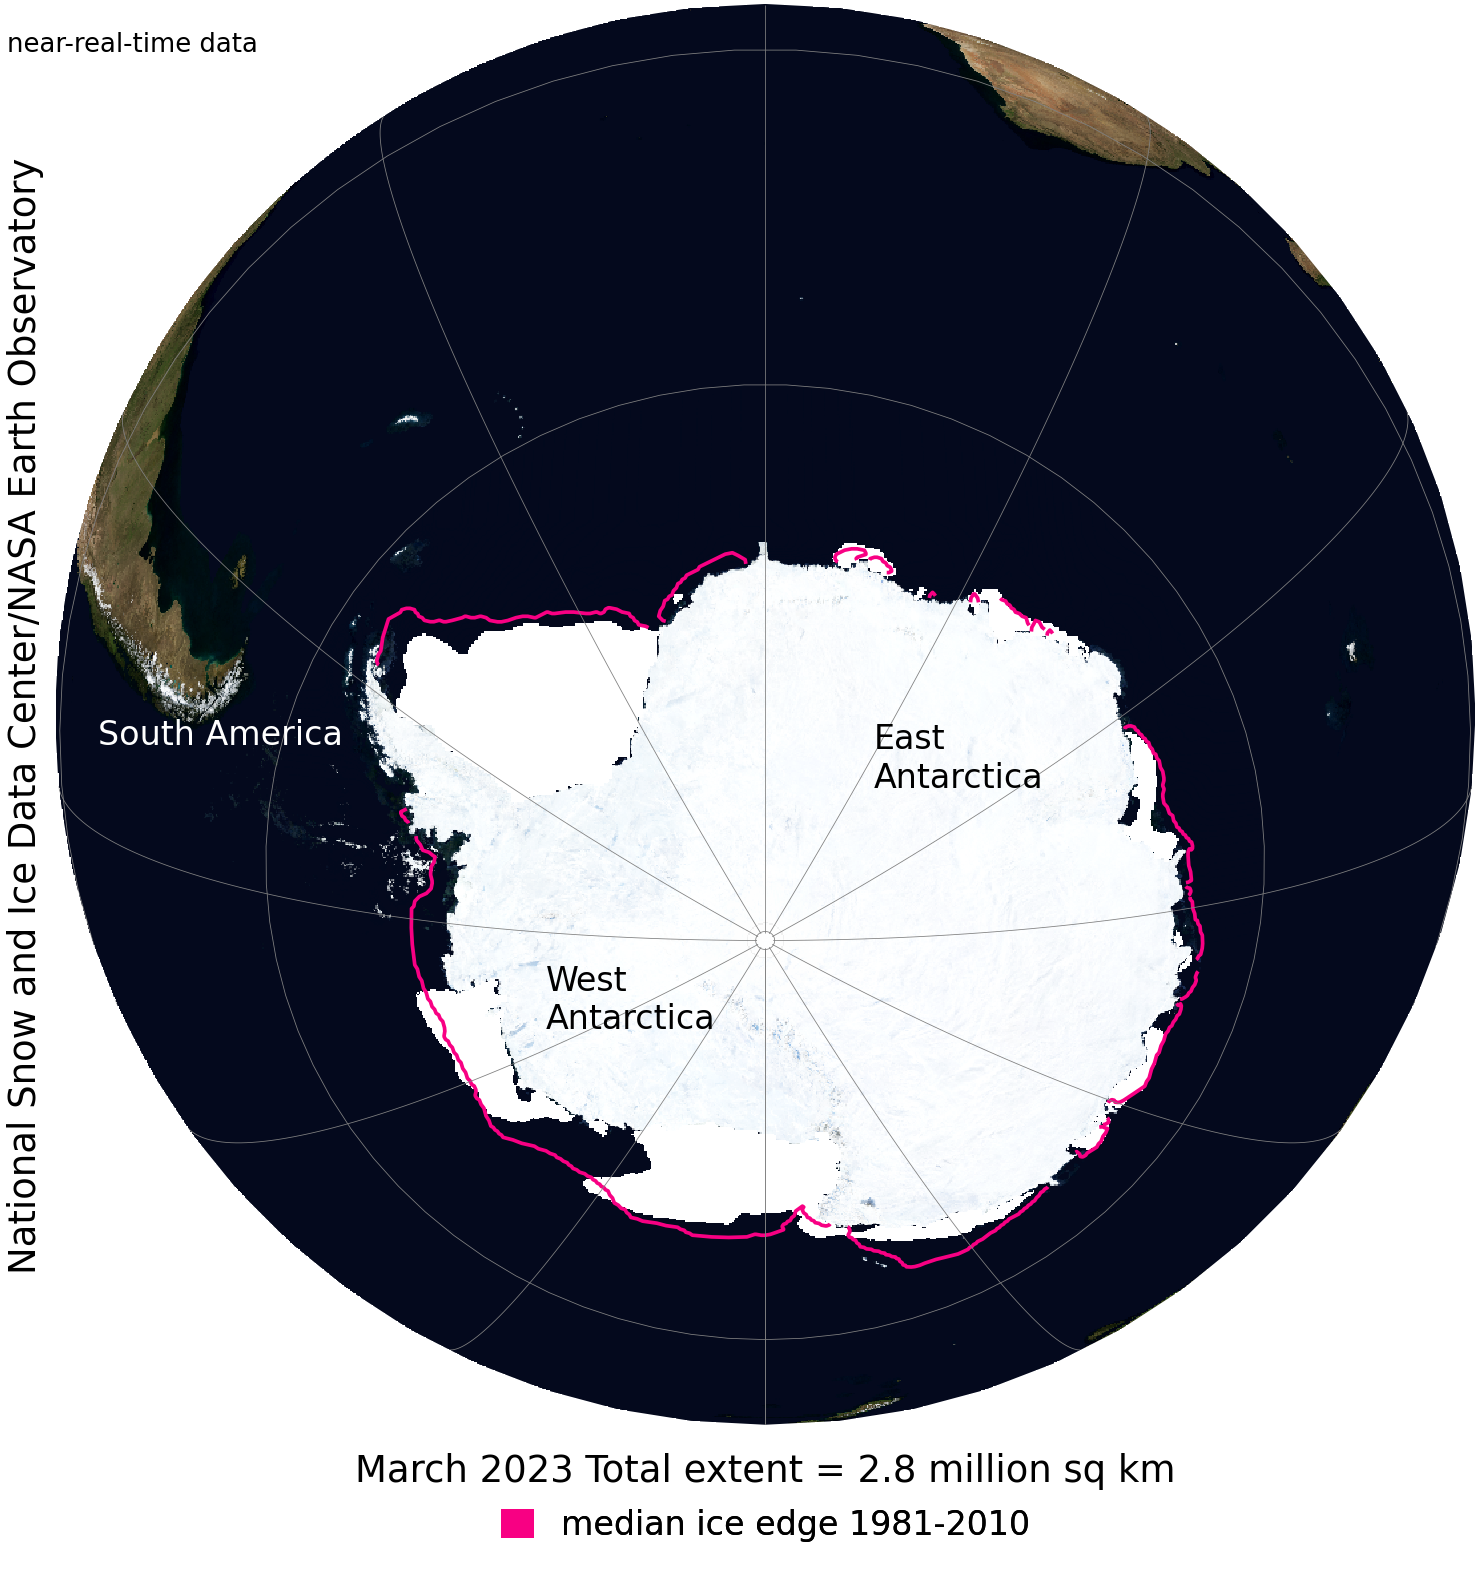 near-real-time data
National Snow and Ice Data Center/NASA Earth Observatory
South America
East
Antarctica
West
Antarctica
March 2023 Total extent = 2.8 million sq km
median ice edge 1981-2010